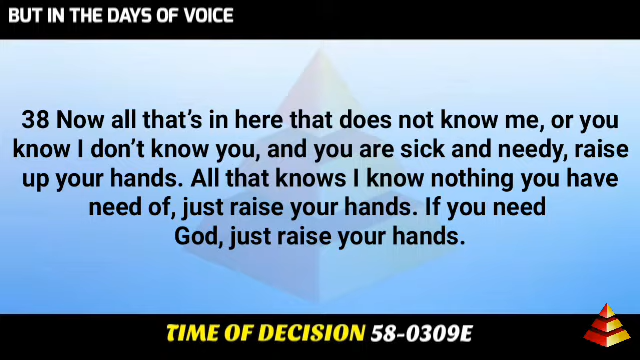 BUT IN THE DAYS OF VOICE
38 Now all that’s in here that does not know me, or you
know I don’t know you, and you are sick and needy, raise
up your hands. All that knows I know nothing you have
need of, just raise your hands. If you need
God, just raise your hands.
TIME OF DECISION 58-0309E